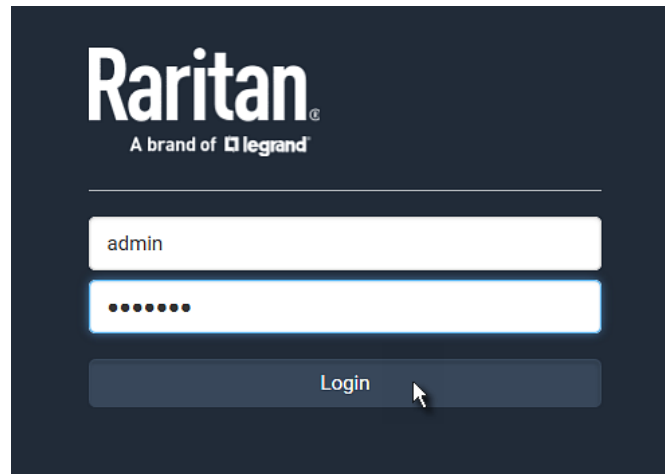 Raritan®
A brand of legrand®
admin
•••••••
Login